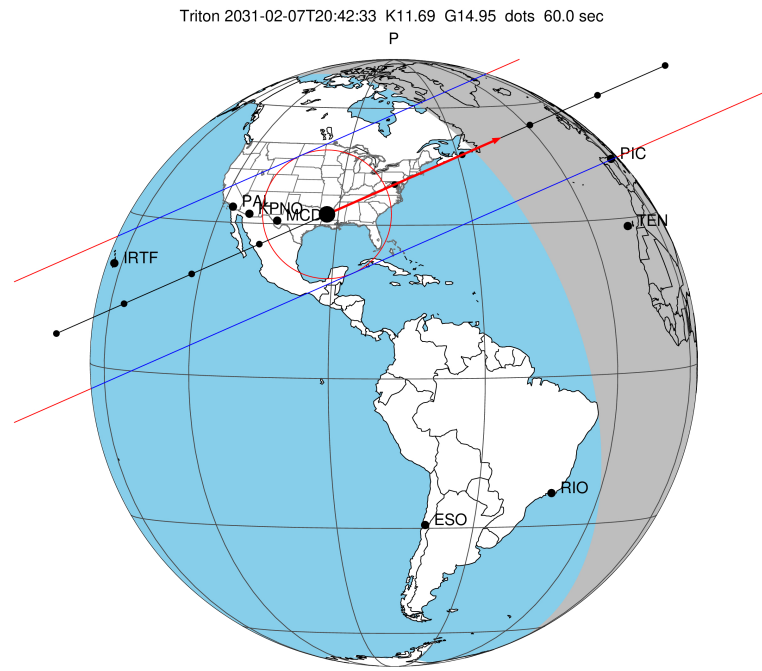 Triton 2031-02-07T20:42:33 K11.69 G14.95 dots 60.0 sec
P
PIC
PAL
KPNO
MCD
TEN
IRTF
RIO
ESO